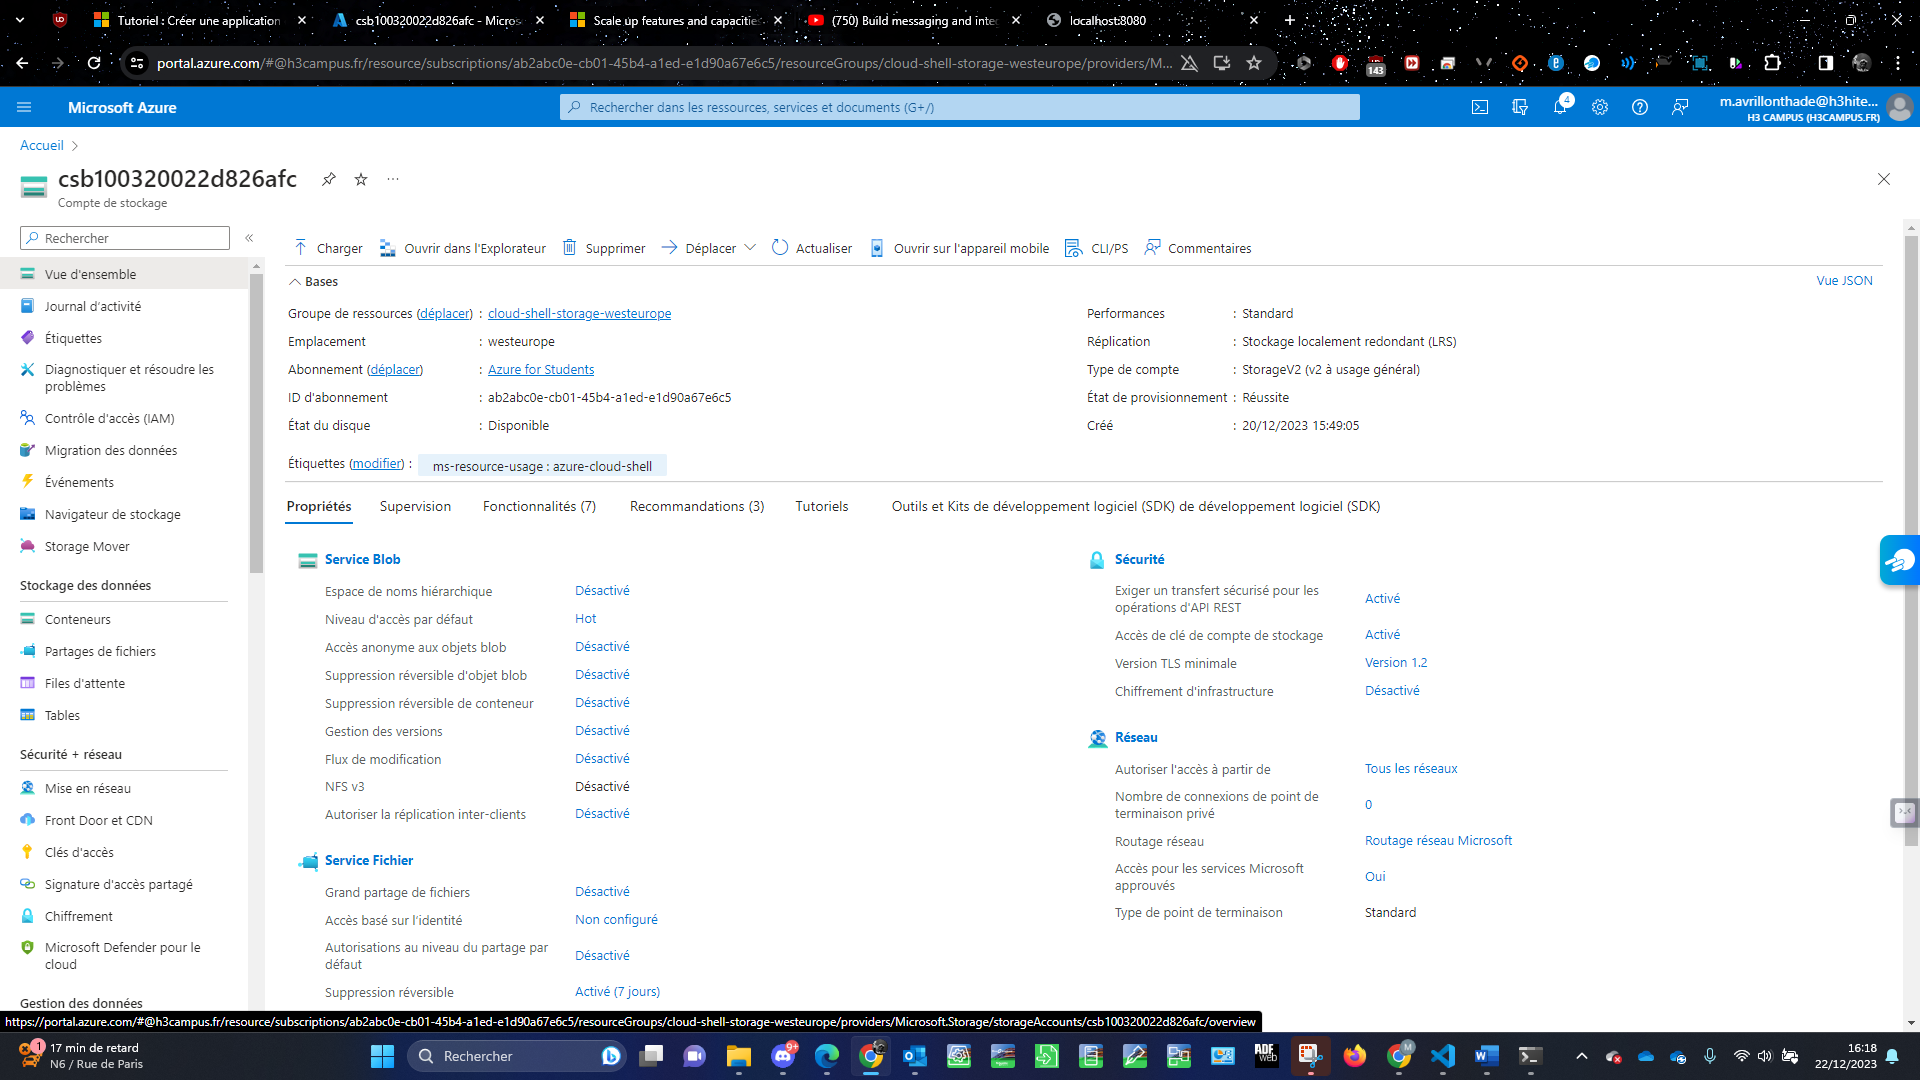 Tutoriel : Créer une application
csb100320022d826afc - Micros
Scale up features and capacities
(750) Build messaging and integ
localhost:8080
portal.azure.com/#@h3campus.fr/resource/subscriptions/ab2abc0e-cb01-45b4-a1ed-e1d90a67e6c5/resourceGroups/cloud-shell-storage-westeurope/providers/M...
143
Microsoft Azure
Rechercher dans les ressources, services et documents (G+/)
4
m.avrillonthade@h3hite...
H3 CAMPUS (H3CAMPUS.FR)
Accueil
csb100320022d826afc
Compte de stockage
Rechercher
Vue d'ensemble
Journal d'activité
Étiquettes
Diagnostiquer et résoudre les
problèmes
Contrôle d'accès (IAM)
Migration des données
Événements
Navigateur de stockage
Storage Mover
Stockage des données
Conteneurs
Partages de fichiers
Files d'attente
Tables
Sécurité + réseau
Mise en réseau
Front Door et CDN
Clés d'accès
Signature d'accès partagé
Chiffrement
Microsoft Defender pour le
cloud
Gestion des données
Charger
Ouvrir dans l'Explorateur
Supprimer
Déplacer
Actualiser
Ouvrir sur l'appareil mobile
CLI/PS
Commentaires
Bases
Vue JSON
Groupe de ressources (déplacer) : cloud-shell-storage-westeurope
Emplacement : westeurope
Abonnement (déplacer) : Azure for Students
ID d'abonnement : ab2abc0e-cb01-45b4-a1ed-e1d90a67e6c5
État du disque : Disponible
Performances : Standard
Réplication : Stockage localement redondant (LRS)
Type de compte : StorageV2 (v2 à usage général)
État de provisionnement : Réussite
Créé : 20/12/2023 15:49:05
Étiquettes (modifier) : ms-resource-usage : azure-cloud-shell
Propriétés
Supervision
Fonctionnalités (7)
Recommandations (3)
Tutoriels
Outils et Kits de développement logiciel (SDK) de développement logiciel (SDK)
Service Blob
Espace de noms hiérarchique Désactivé
Niveau d'accès par défaut Hot
Accès anonyme aux objets blob Désactivé
Suppression réversible d'objet blob Désactivé
Suppression réversible de conteneur Désactivé
Gestion des versions Désactivé
Flux de modification Désactivé
NFS v3 Désactivé
Autoriser la réplication inter-clients Désactivé
Service Fichier
Grand partage de fichiers Désactivé
Accès basé sur l'identité Non configuré
Autorisations au niveau du partage par
défaut Désactivé
Suppression réversible Activé (7 jours)
Sécurité
Exiger un transfert sécurisé pour les
opérations d'API REST Activé
Accès de clé de compte de stockage Activé
Version TLS minimale Version 1.2
Chiffrement d'infrastructure Désactivé
Réseau
Autoriser l'accès à partir de Tous les réseaux
Nombre de connexions de point de
terminaison privé 0
Routage réseau Routage réseau Microsoft
Accès pour les services Microsoft
approuvés Oui
Type de point de terminaison Standard
https://portal.azure.com/#@h3campus.fr/resource/subscriptions/ab2abc0e-cb01-45b4-a1ed-e1d90a67e6c5/resourceGroups/cloud-shell-storage-westeurope/providers/Microsoft.Storage/storageAccounts/csb100320022d826afc/overview
1
17 min de retard
N6 / Rue de Paris
Rechercher
9+
ADF
web
M
16:18
22/12/2023